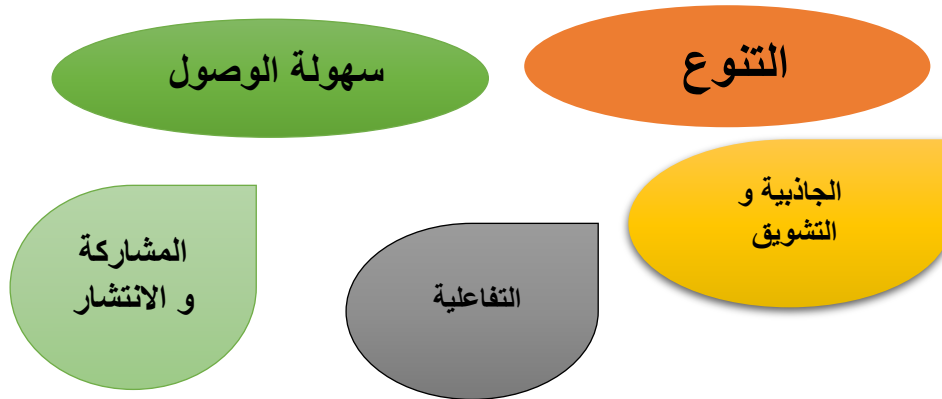 التنوع
سهولة الوصول
الجاذبية و
التشويق
التفاعلية
المشاركة
و الانتشار